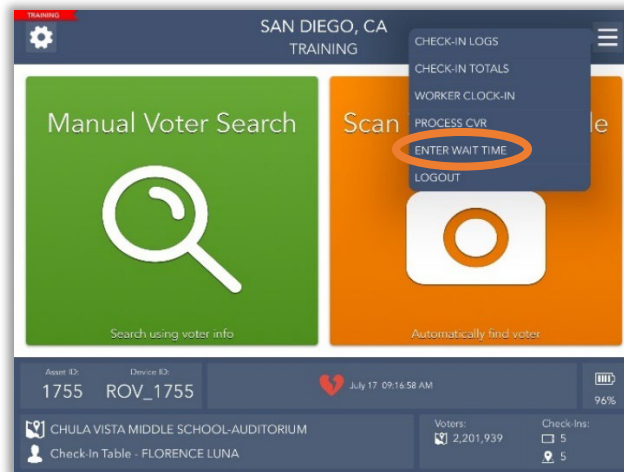 TRAINING
SAN DIEGO, CA
TRAINING
CHECK-IN LOGS
CHECK-IN TOTALS
WORKER CLOCK-IN
PROCESS CVR
ENTER WAIT TIME
LOGOUT
Manual Voter Search
Search using voter info
Scan
le
Automatically find voter
Asset ID:
1755
Device ID:
ROV_1755
July 17 09:16:58 AM
96%
CHULA VISTA MIDDLE SCHOOL-AUDITORIUM
Check-In Table - FLORENCE LUNA
Voters:
2,201,939
Check-Ins:
5
5